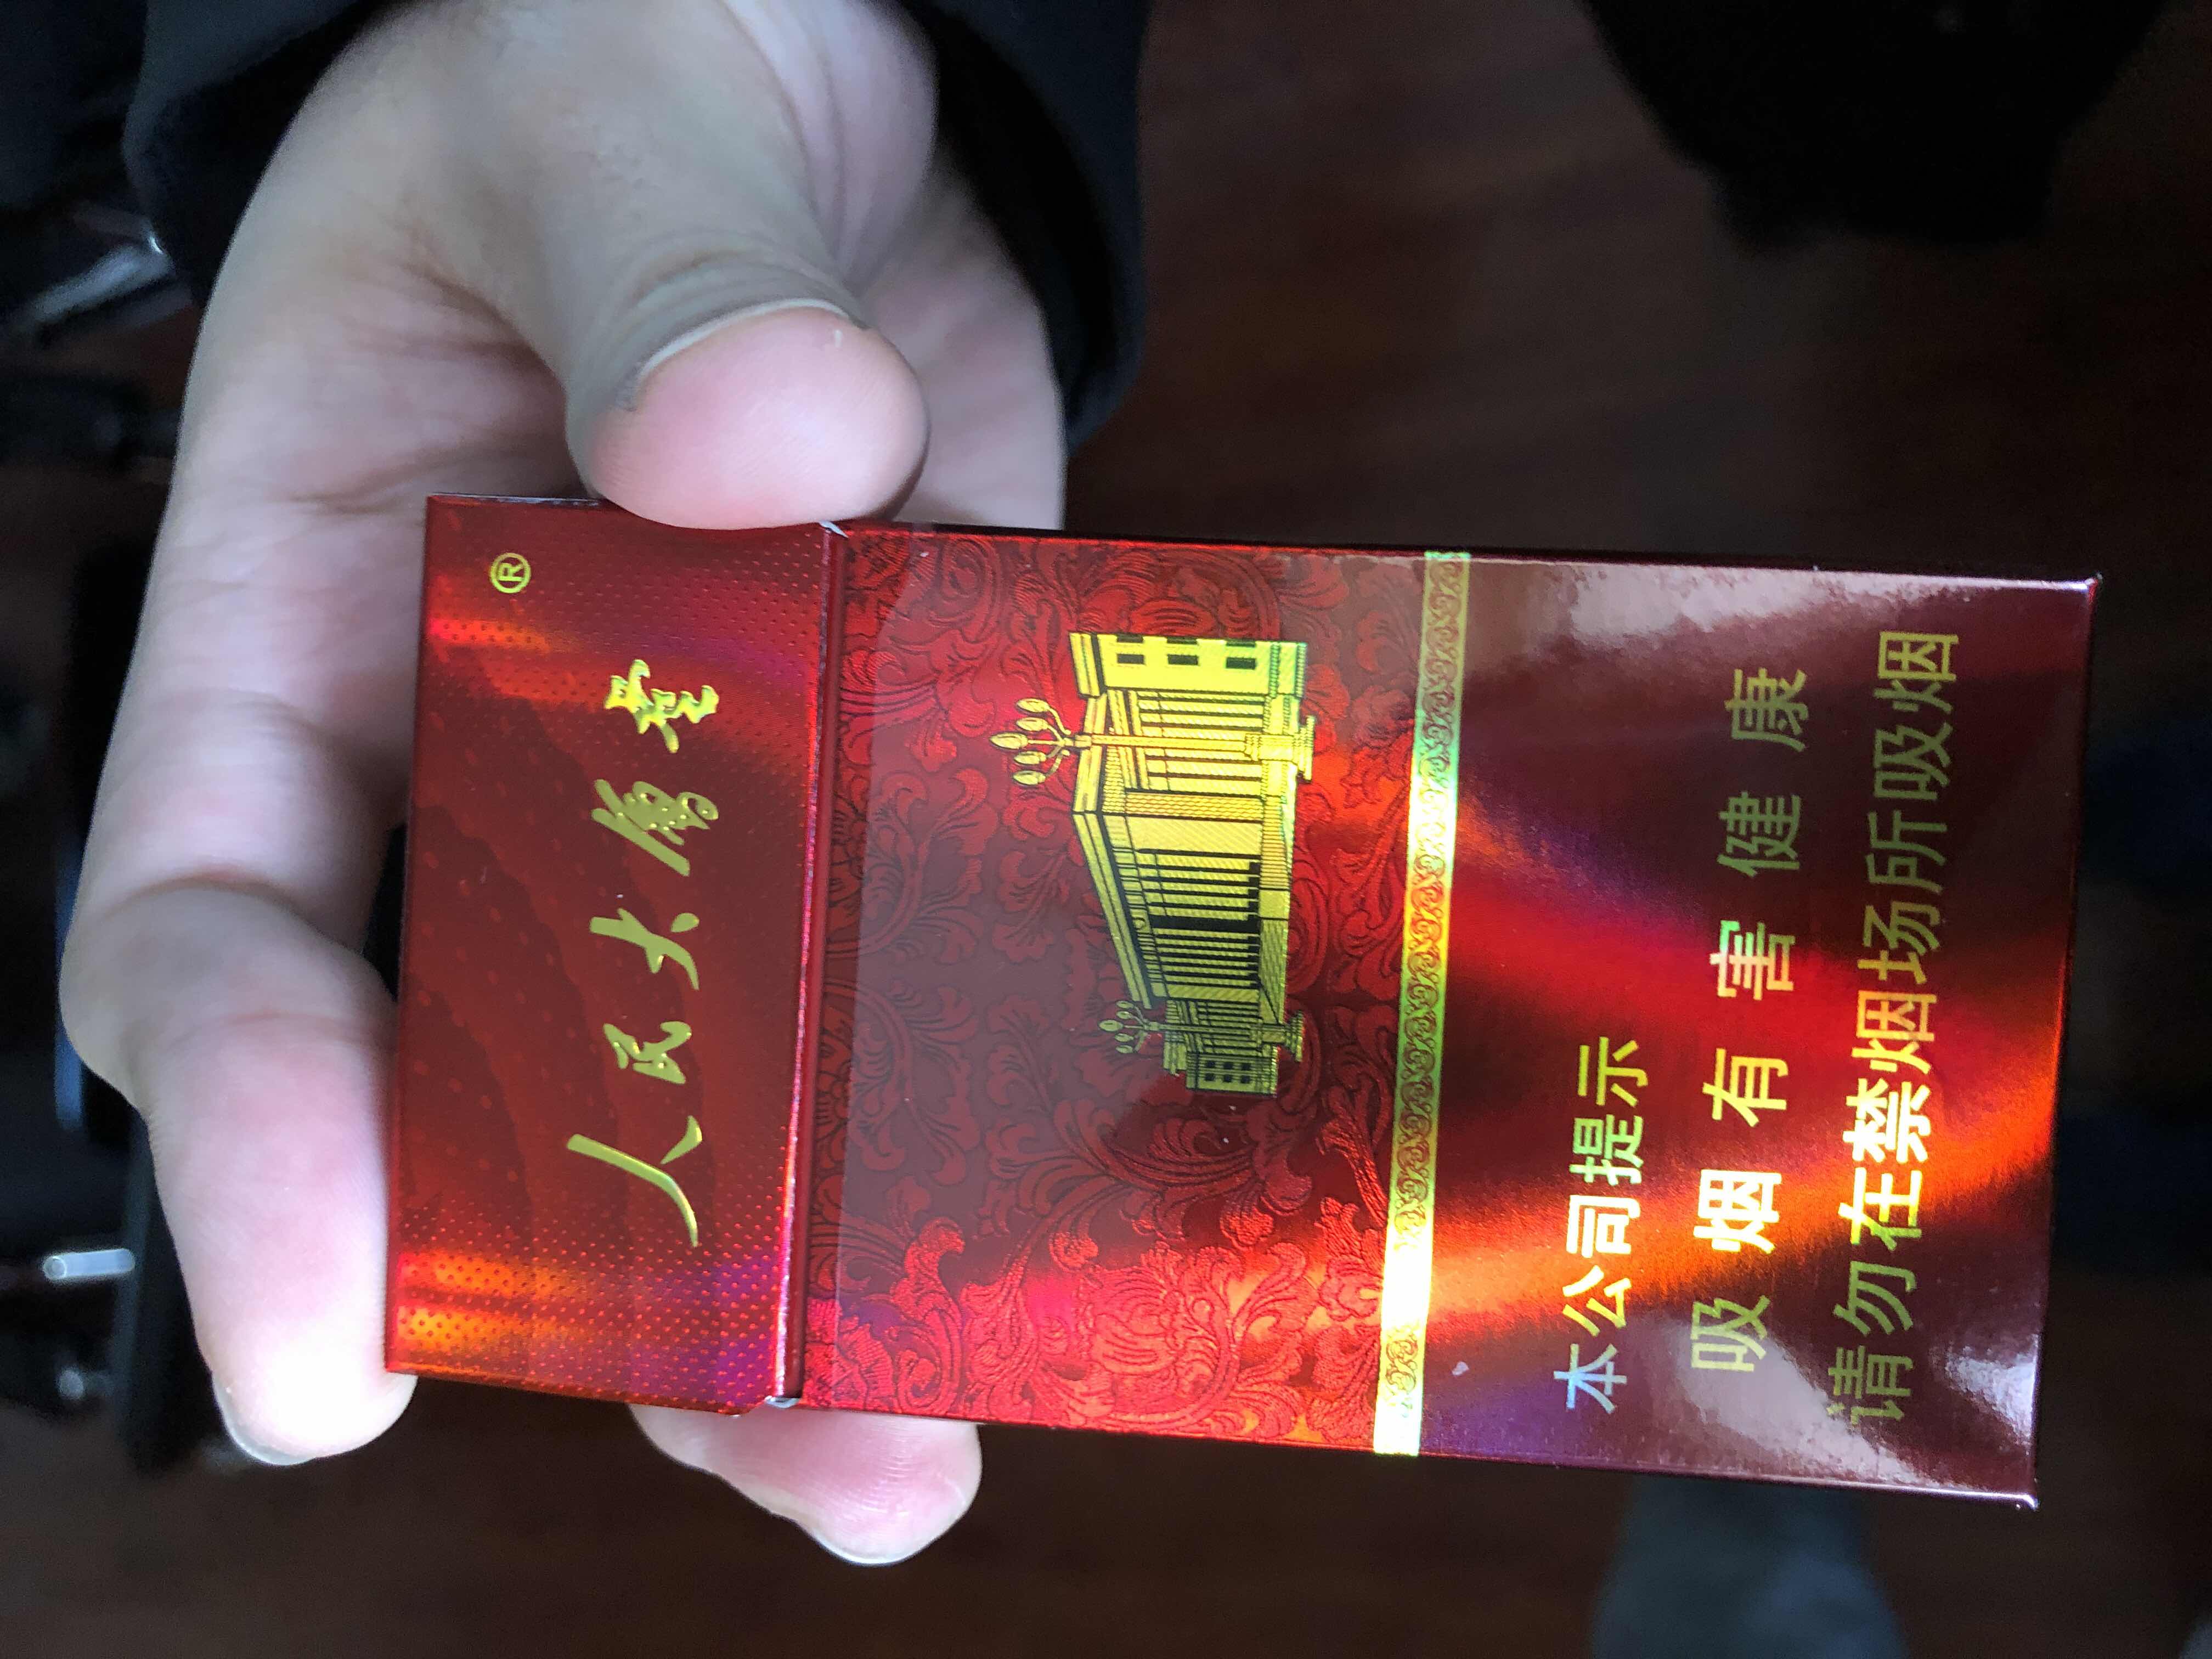 人民大会堂
®
本公司提示
吸烟有害健康
请勿在禁烟场所吸烟